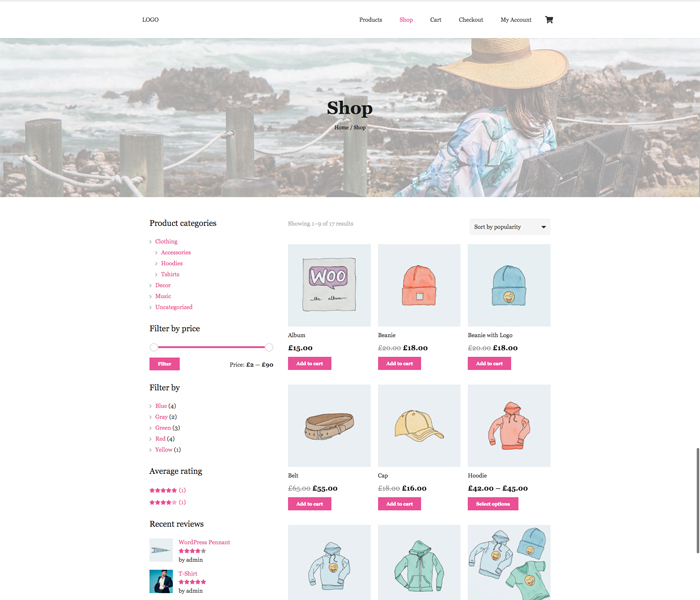 LOGO
Products Shop Cart Checkout My Account
Shop
Home / Shop
Product categories
Clothing
Accessories
Hoodies
Tshirts
Decor
Music
Uncategorized
Filter by price
Filter
Price: £2 — £90
Filter by
Blue (4)
Gray (2)
Green (3)
Red (4)
Yellow (1)
Average rating
(1)
(1)
Recent reviews
WordPress Pennant
by admin
T-Shirt
by admin
Showing 1–9 of 17 results
Sort by popularity
WOO
the album
Album
£15.00
Add to cart
Beanie
£20.00 £18.00
Add to cart
Beanie with Logo
£20.00 £18.00
Add to cart
Belt
£65.00 £55.00
Add to cart
Cap
£18.00 £16.00
Add to cart
Hoodie
£42.00 – £45.00
Select options